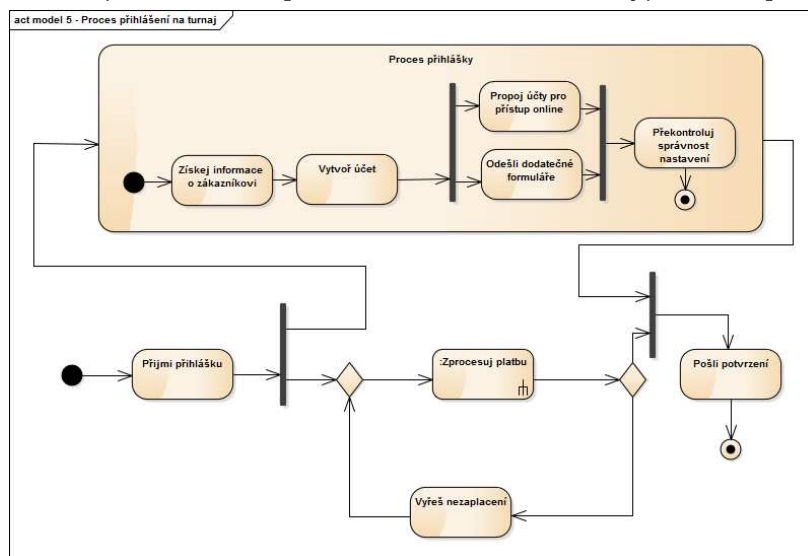 act model 5 - Proces přihlášení na turnaj
Proces přihlášky
Propoj účty pro
přístup online
Překontroluj
správnost
nastavení
Získej informace
o zákazníkovi
Vytvoř účet
Odešli dodatečné
formuláře
Přijmi přihlášku
:Zprocesuj platbu
Pošli potvrzení
Vyřeš nezaplacení